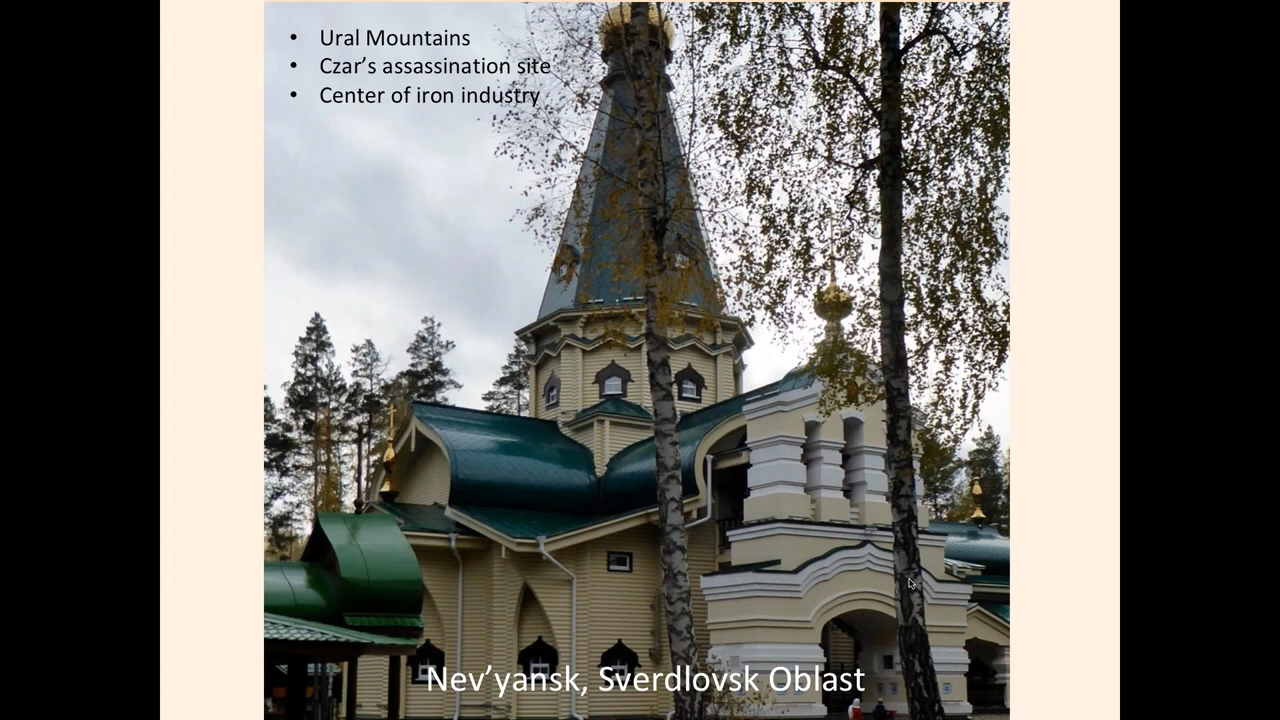 • Ural Mountains
• Czar’s assassination site
• Center of iron industry
Nev’yansk, Sverdlovsk Oblast